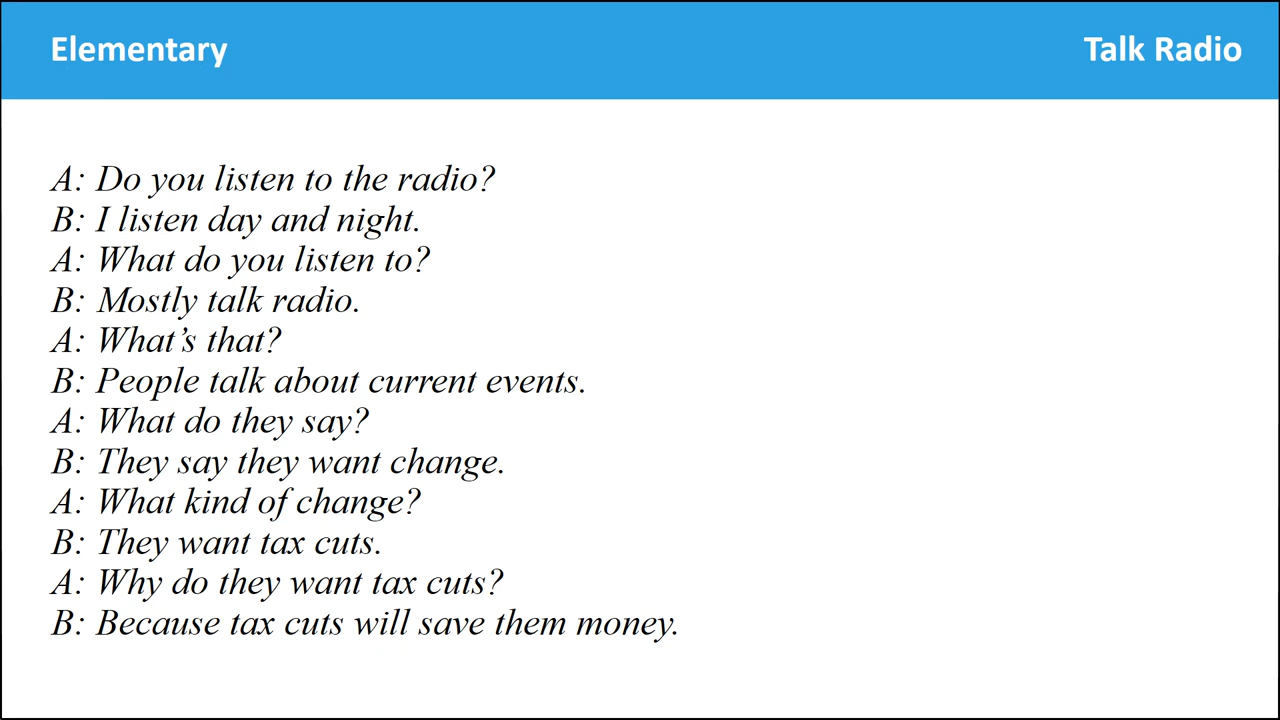 Elementary
Talk Radio
A: Do you listen to the radio?
B: I listen day and night.
A: What do you listen to?
B: Mostly talk radio.
A: What’s that?
B: People talk about current events.
A: What do they say?
B: They say they want change.
A: What kind of change?
B: They want tax cuts.
A: Why do they want tax cuts?
B: Because tax cuts will save them money.